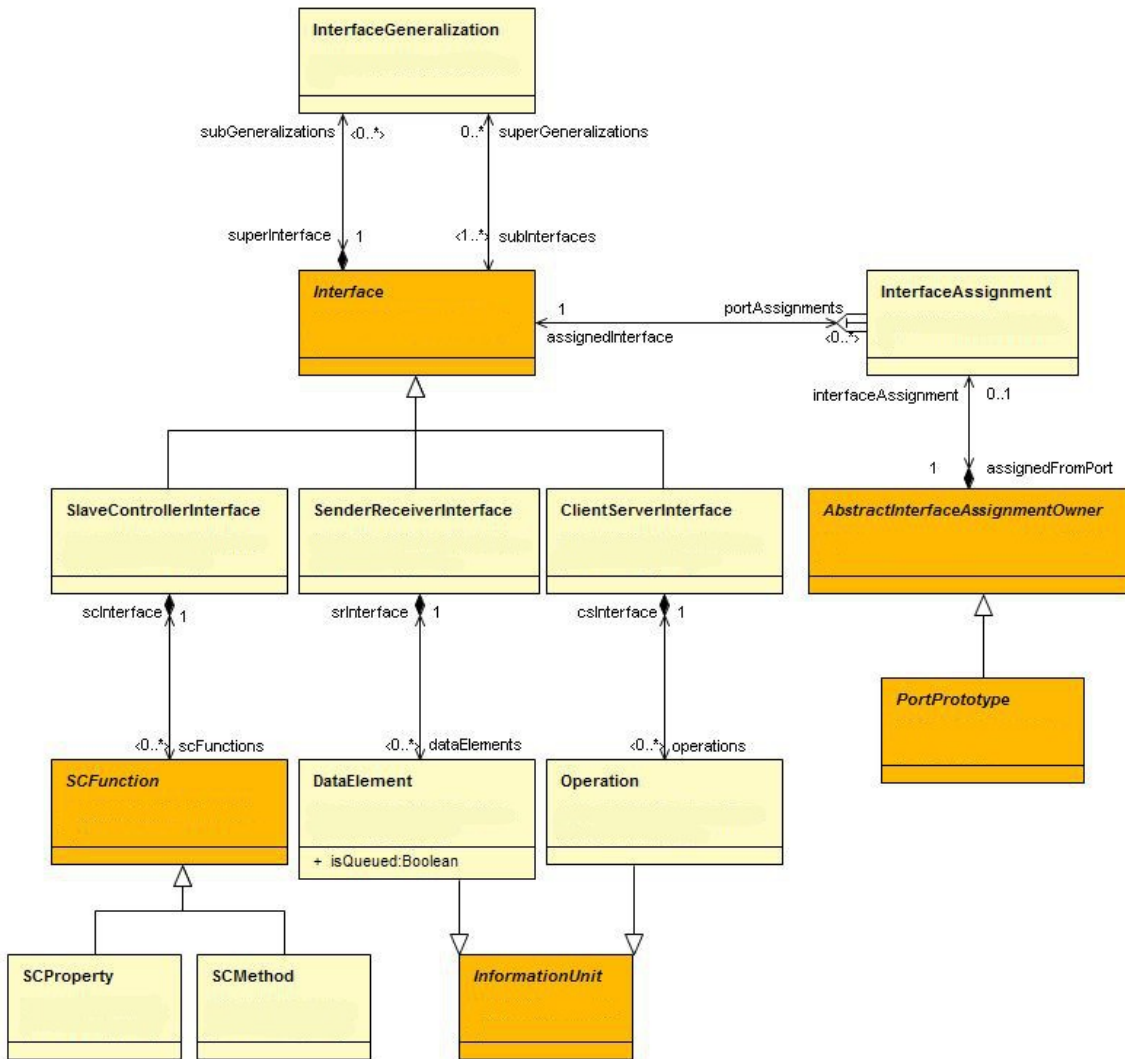 InterfaceGeneralization
subGeneralizations <0..*> 0..* superGeneralizations
superInterface 1 <1..*> subInterfaces
Interface
InterfaceAssignment
1 portAssignments
assignedInterface <0..*>
interfaceAssignment 0..1
1 assignedFromPort
SlaveControllerInterface
SenderReceiverInterface
ClientServerInterface
AbstractInterfaceAssignmentOwner
scInterface 1 srInterface 1 csInterface 1
PortPrototype
<0..*> scFunctions <0..*> dataElements <0..*> operations
SCFunction
DataElement
Operation
+ isQueued:Boolean
SCProperty
SCMethod
InformationUnit